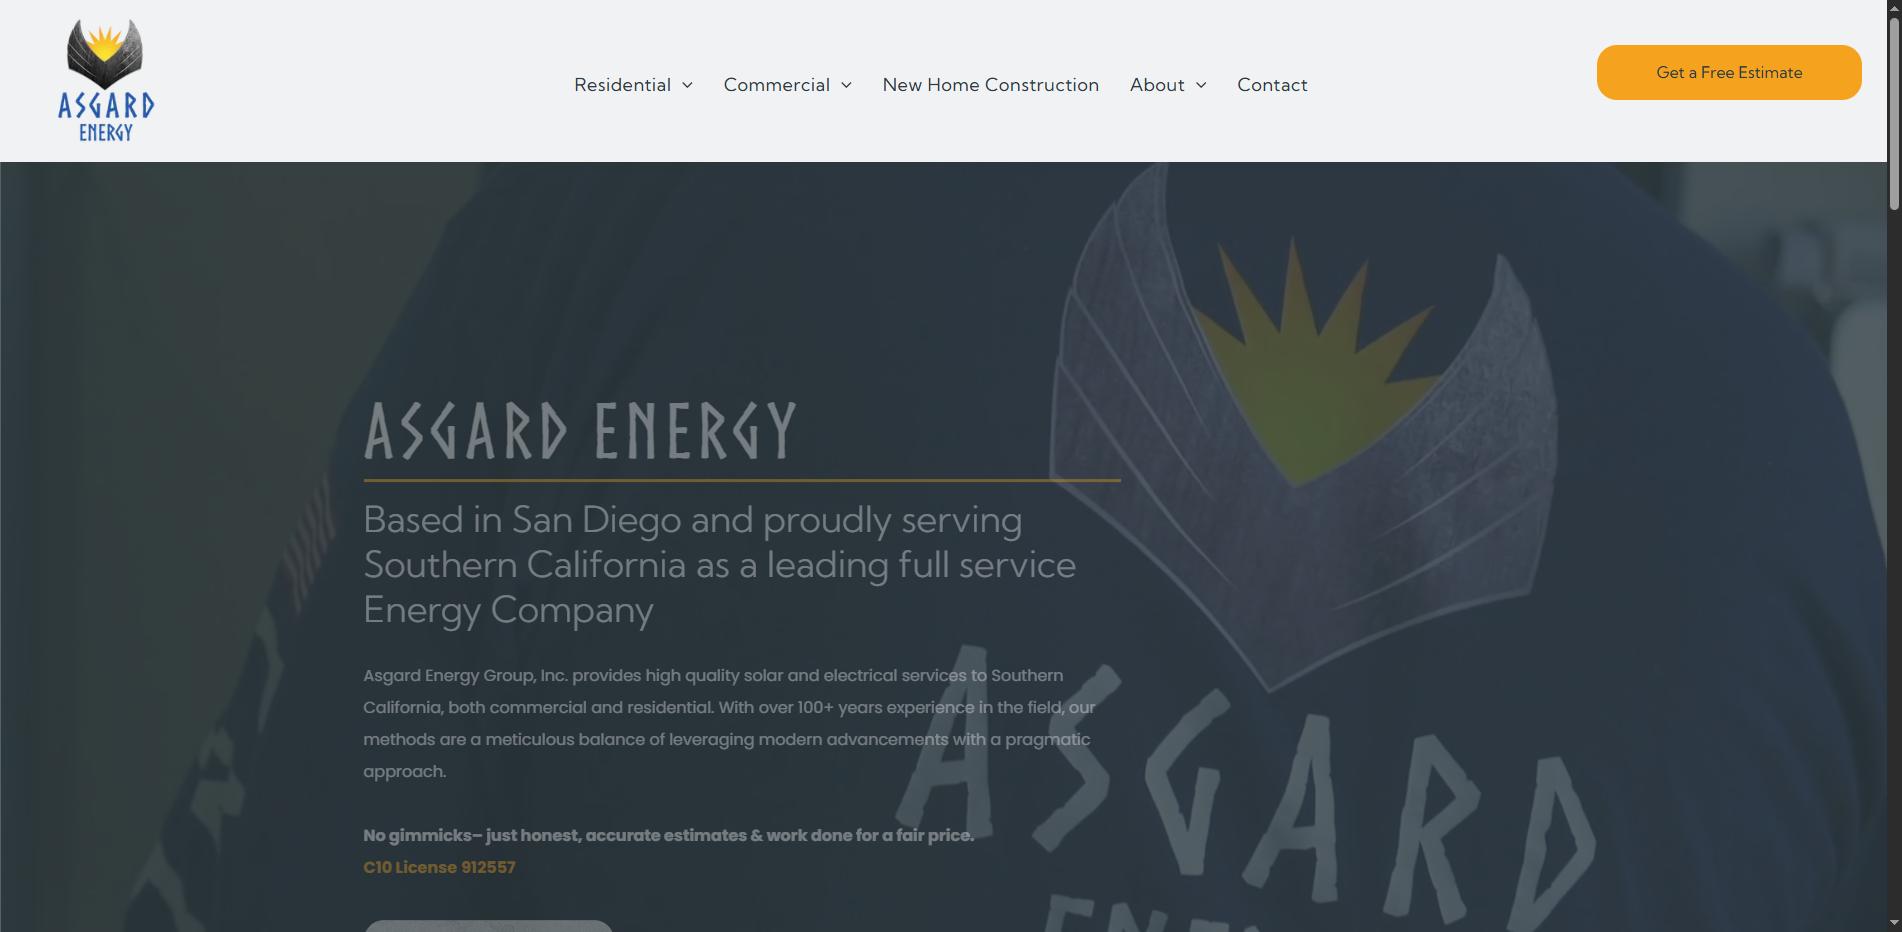 ASGARD
ENERGY
Residential
Commercial
New Home Construction
About
Contact
Get a Free Estimate
ASGARD ENERGY
Based in San Diego and proudly serving
Southern California as a leading full service
Energy Company
Asgard Energy Group, Inc. provides high quality solar and electrical services to Southern
California, both commercial and residential. With over 100+ years experience in the field, our
methods are a meticulous balance of leveraging modern advancements with a pragmatic
approach.
No gimmicks– just honest, accurate estimates & work done for a fair price.
C10 License 912557
ASGARD